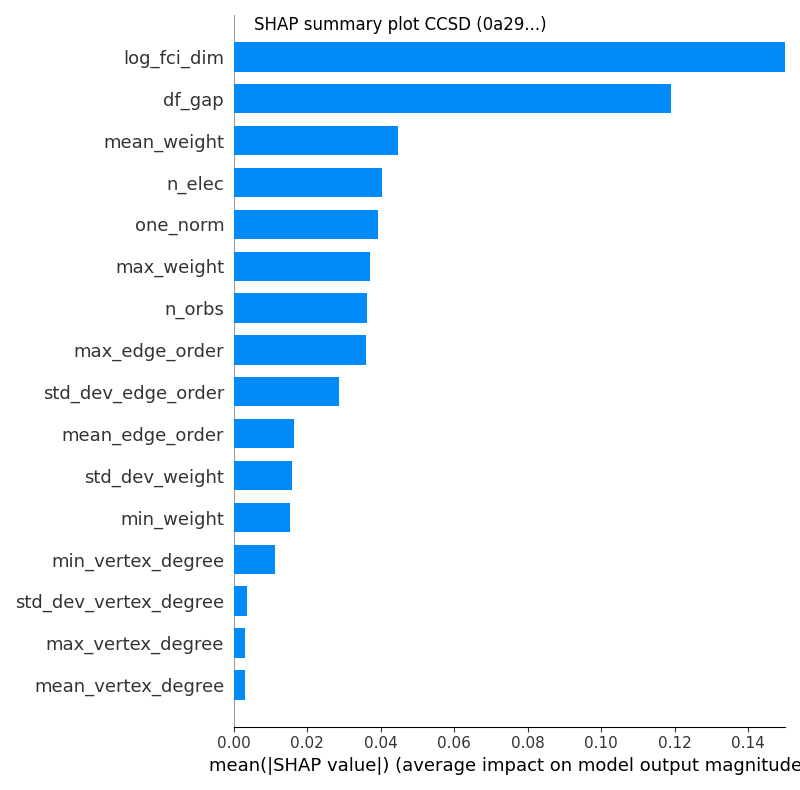 SHAP summary plot CCSD (0a29...)
log_fci_dim
df_gap
mean_weight
n_elec
one_norm
max_weight
n_orbs
max_edge_order
std_dev_edge_order
mean_edge_order
std_dev_weight
min_weight
min_vertex_degree
std_dev_vertex_degree
max_vertex_degree
mean_vertex_degree
0.00 0.02 0.04 0.06 0.08 0.10 0.12 0.14
mean(|SHAP value|) (average impact on model output magnitude